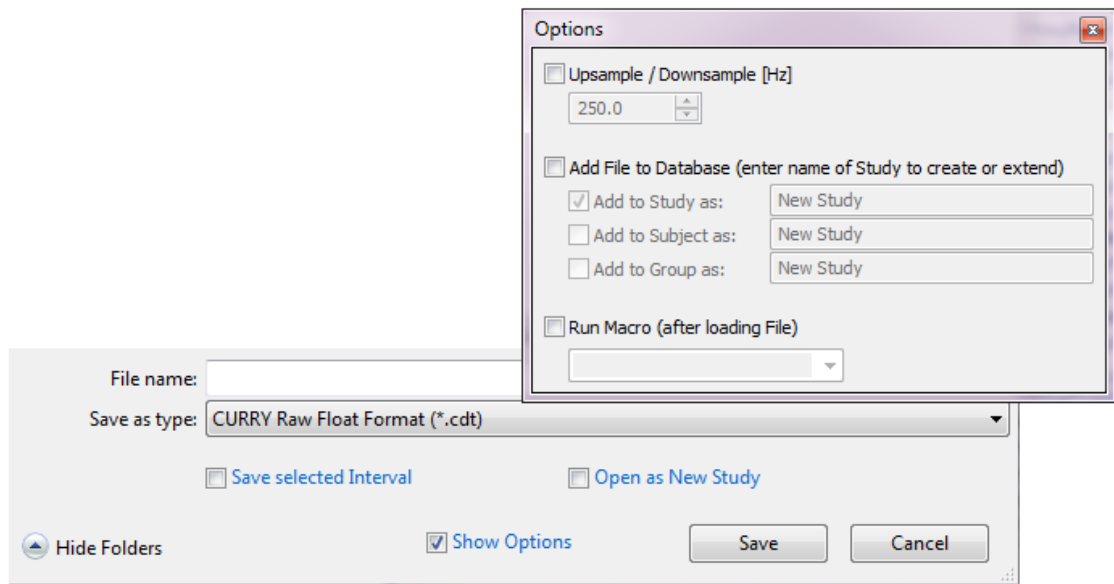 Options
Upsample / Downsample [Hz]
250.0
Add File to Database (enter name of Study to create or extend)
Add to Study as: New Study
Add to Subject as: New Study
Add to Group as: New Study
Run Macro (after loading File)
File name:
Save as type: CURRY Raw Float Format (*.cdt)
Save selected Interval Open as New Study
Hide Folders Show Options Save Cancel